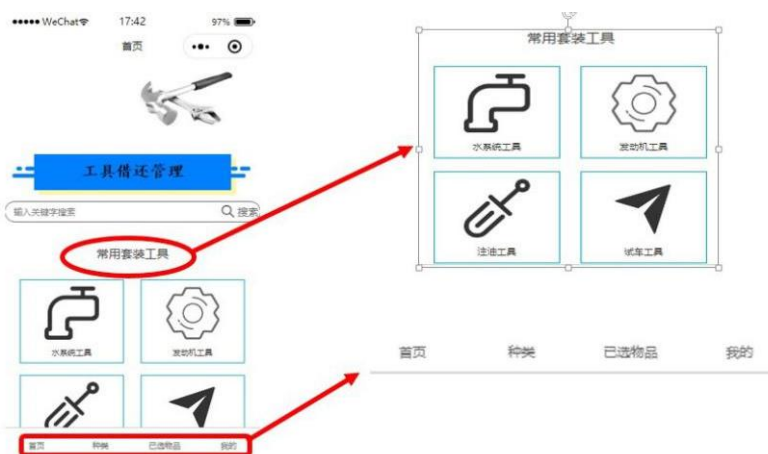 WeChat 17:42 97%
首页
工具借还管理
输入关键字搜索 搜索
常用套装工具
水系统工具 发动机工具
首页 种类 已选物品 我的
常用套装工具
水系统工具 发动机工具
注油工具 试车工具
首页 种类 已选物品 我的